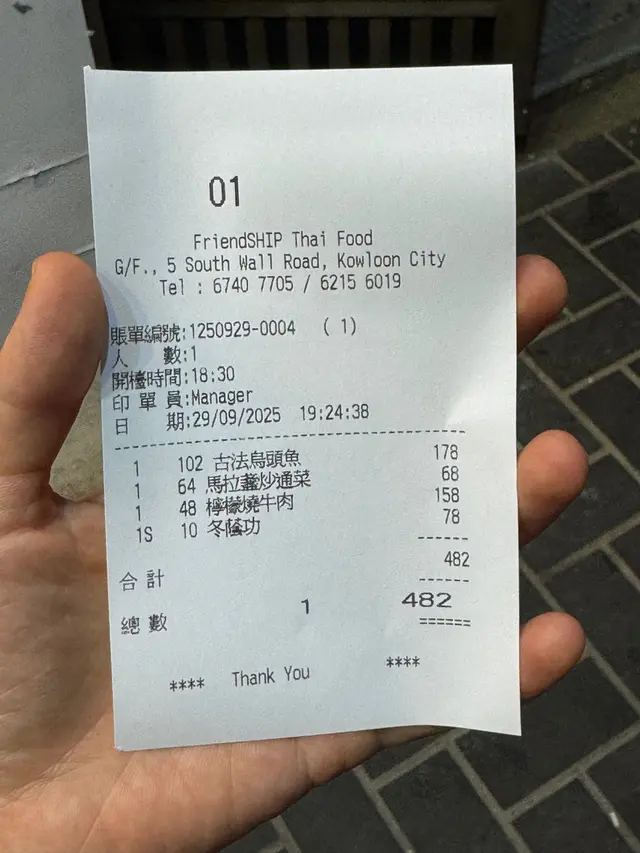 01
FriendSHIP Thai Food
G/F., 5 South Wall Road, Kowloon City
Tel : 6740 7705 / 6215 6019
賬單編號:1250929-0004 ( 1)
人 數:1
開檯時間:18:30
印 單 員:Manager
日 期:29/09/2025 19:24:38
1 102 古法烏頭魚 178
1 64 馬拉盞炒通菜 68
1 48 檸檬燒牛肉 158
1S 10 冬蔭功 78
482
合 計
總 數 1 482
**** Thank You ****